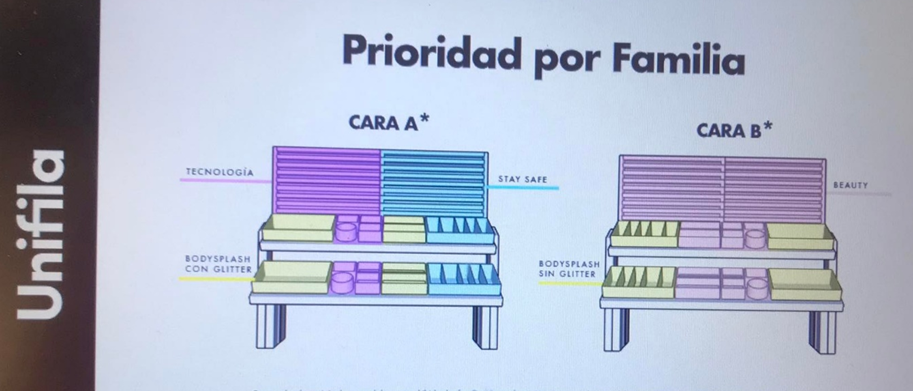 Unifila
Prioridad por Familia
CARA A*
CARA B*
TECNOLOGÍA
STAY SAFE
BODYSPLASH
CON GLITTER
BEAUTY
BODYSPLASH
SIN GLITTER